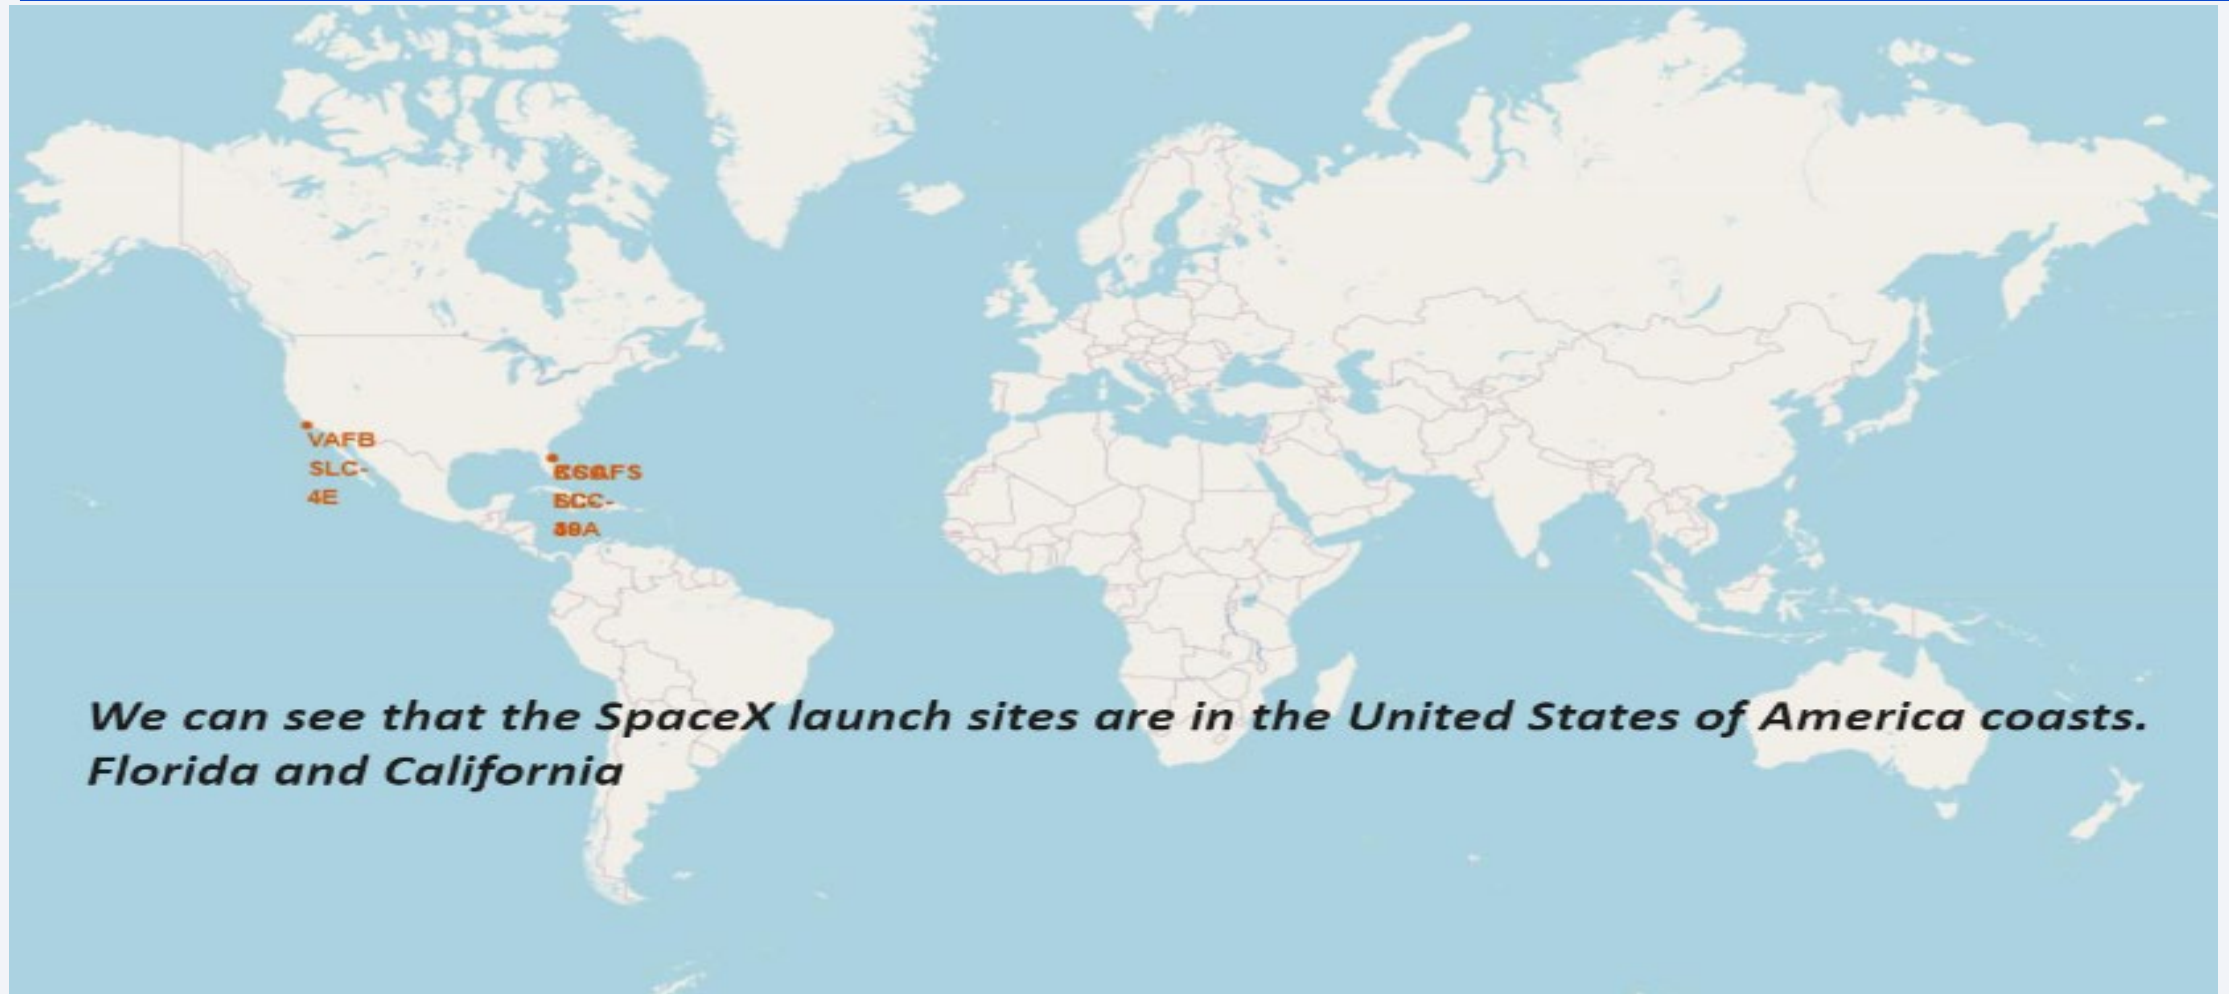 VAFB
SLC-
4E
We can see that the SpaceX launch sites are in the United States of America coasts.
Florida and California